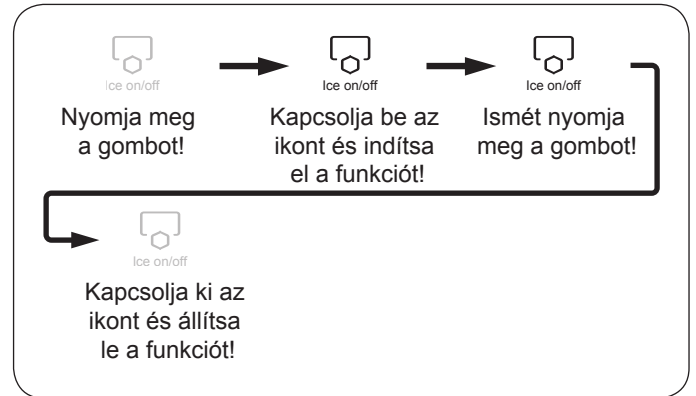 Ice on/off
Nyomja meg
a gombot!
Ice on/off
Kapcsolja be az
ikont és indítsa
el a funkciót!
Ice on/off
Ismét nyomja
meg a gombot!
Ice on/off
Kapcsolja ki az
ikont és állítsa
le a funkciót!